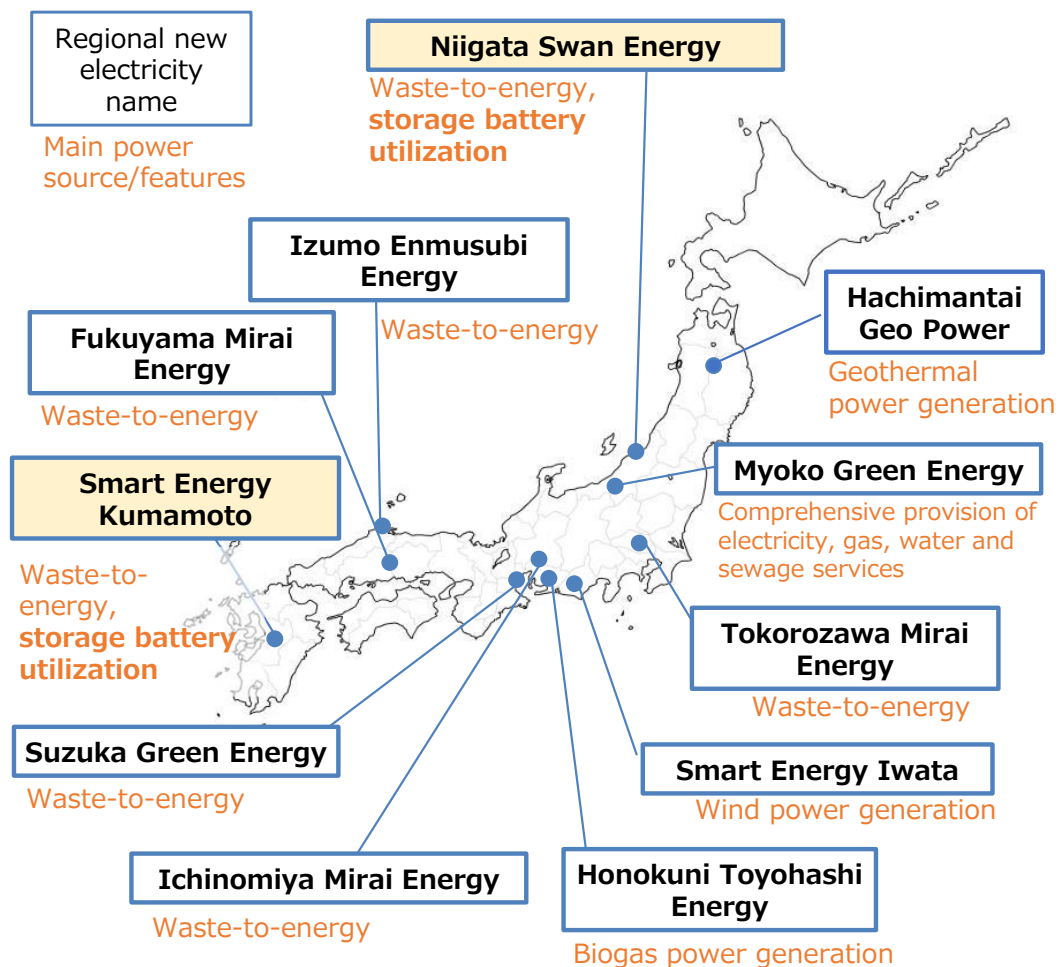 Regional new
electricity
name
Main power
source/features
Niigata Swan Energy
Waste-to-energy,
storage battery
utilization
Izumo Enmusubi
Energy
Waste-to-energy
Hachimantai
Geo Power
Geothermal
power generation
Fukuyama Mirai
Energy
Waste-to-energy
Myoko Green Energy
Comprehensive provision of
electricity, gas, water and
sewage services
Smart Energy
Kumamoto
Waste-to-
energy,
storage battery
utilization
Tokorozawa Mirai
Energy
Waste-to-energy
Suzuka Green Energy
Waste-to-energy
Smart Energy Iwata
Wind power generation
Ichinomiya Mirai Energy
Waste-to-energy
Honokuni Toyohashi
Energy
Biogas power generation